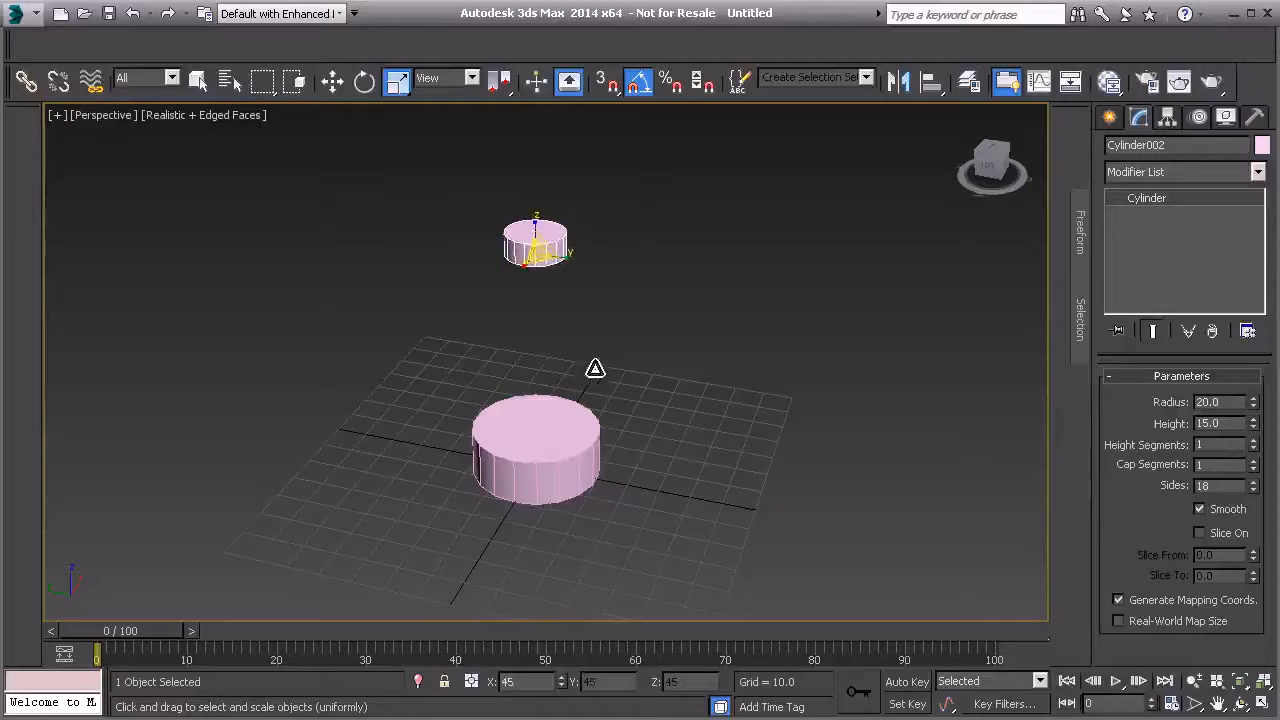 Default with Enhanced I
Autodesk 3ds Max 2014 x64 - Not for Resale Untitled
Type a keyword or phrase
All
View
3
%
ABC
Create Selection Se
[+] [Perspective] [Realistic + Edged Faces]
z
y
Cylinder002
Modifier List
Cylinder
Freeform
Selection
- Parameters
Radius: 20.0
Height: 15.0
Height Segments: 1
Cap Segments: 1
Sides: 18
Smooth
Slice On
Slice From: 0.0
Slice To: 0.0
Generate Mapping Coords.
Real-World Map Size
z
< 0 / 100 >
0 10 20 30 40 50 60 70 80 90 100
1 Object Selected
X: 45 Y: 45 Z: 45
Grid = 10.0
Auto Key
Selected
Welcome to M
Click and drag to select and scale objects (uniformly)
Add Time Tag
Set Key
Key Filters...
0